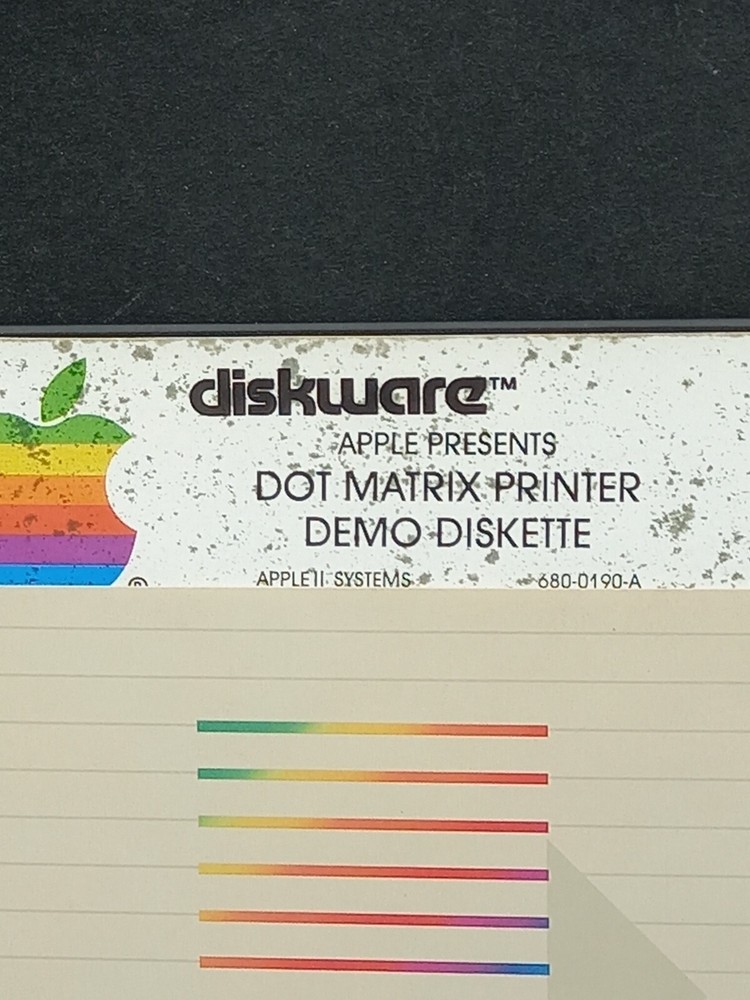 diskware™
APPLE PRESENTS
DOT MATRIX PRINTER
DEMO DISKETTE
®
APPLE II SYSTEMS 680-0190-A